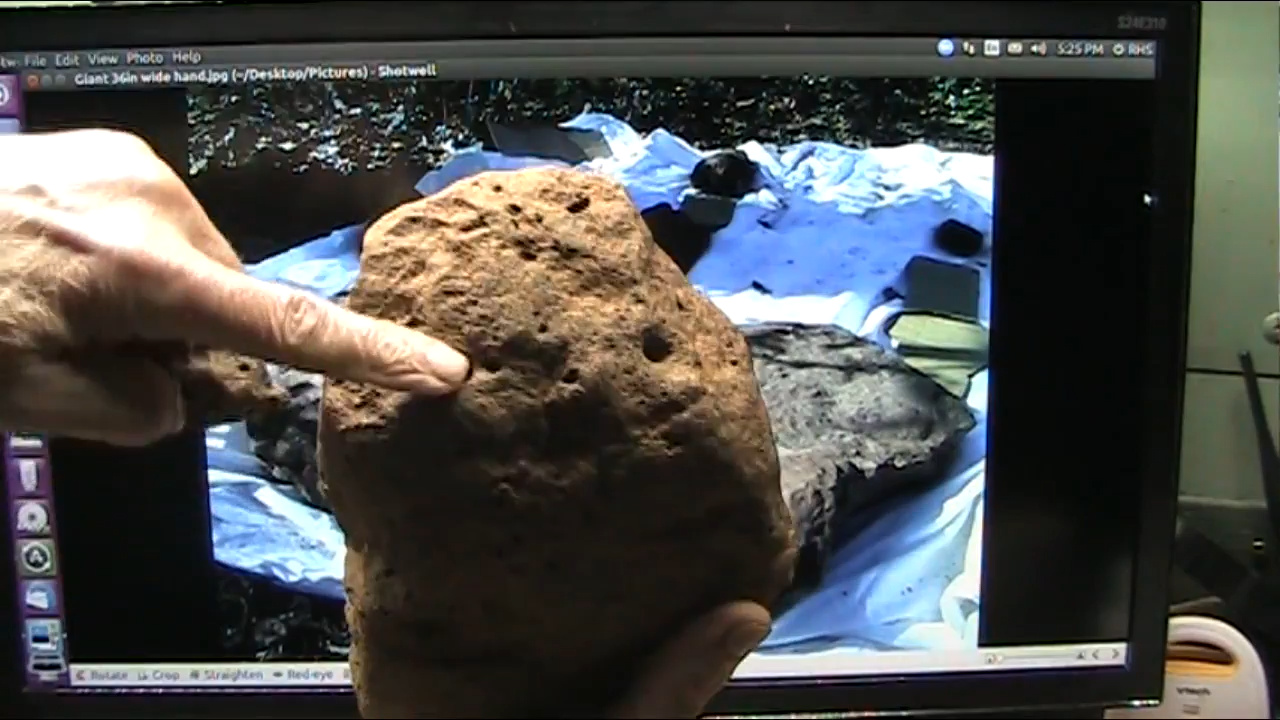 S24E310
File Edit View Photo Help
5:25 PM RHS
Giant 36in wide hand.jpg (~/Desktop/Pictures) - Shotwell
Rotate Crop Straighten Red-eye
vtech